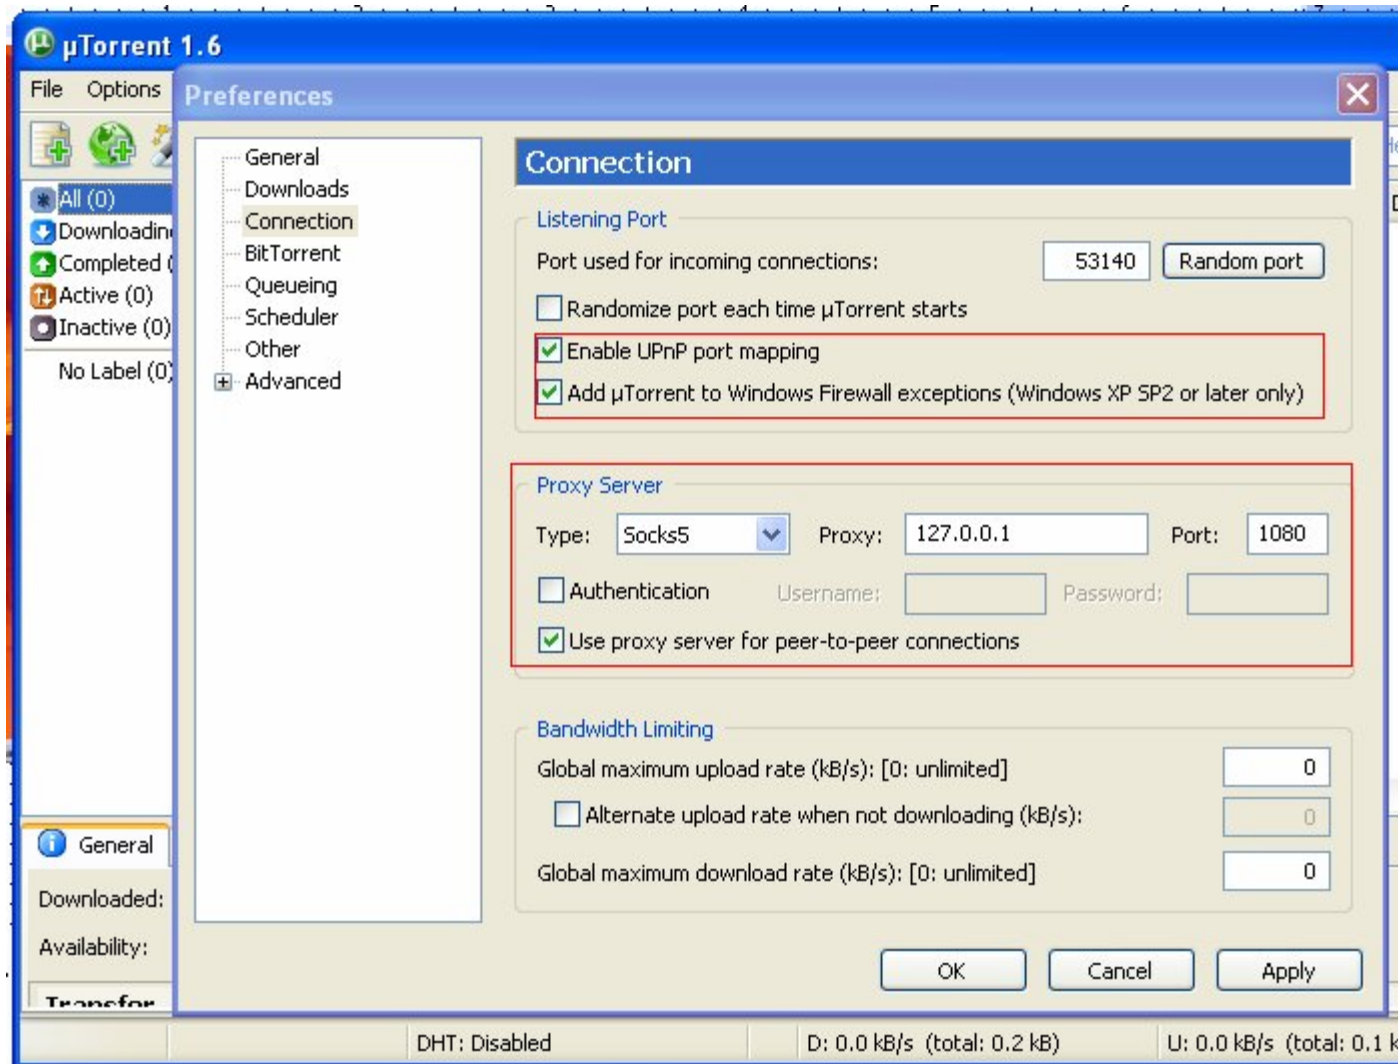 µTorrent 1.6
File Options
Preferences
All (0)
Downloadin
Completed (
Active (0)
Inactive (0)
No Label (0)
General
Downloads
Connection
BitTorrent
Queueing
Scheduler
Other
Advanced
Connection
Listening Port
Port used for incoming connections: 53140 Random port
Randomize port each time µTorrent starts
Enable UPnP port mapping
Add µTorrent to Windows Firewall exceptions (Windows XP SP2 or later only)
Proxy Server
Type: Socks5 Proxy: 127.0.0.1 Port: 1080
Authentication Username: Password:
Use proxy server for peer-to-peer connections
Bandwidth Limiting
Global maximum upload rate (kB/s): [0: unlimited] 0
Alternate upload rate when not downloading (kB/s): 0
Global maximum download rate (kB/s): [0: unlimited] 0
OK Cancel Apply
General
Downloaded:
Availability:
DHT: Disabled D: 0.0 kB/s (total: 0.2 kB) U: 0.0 kB/s (total: 0.1 k